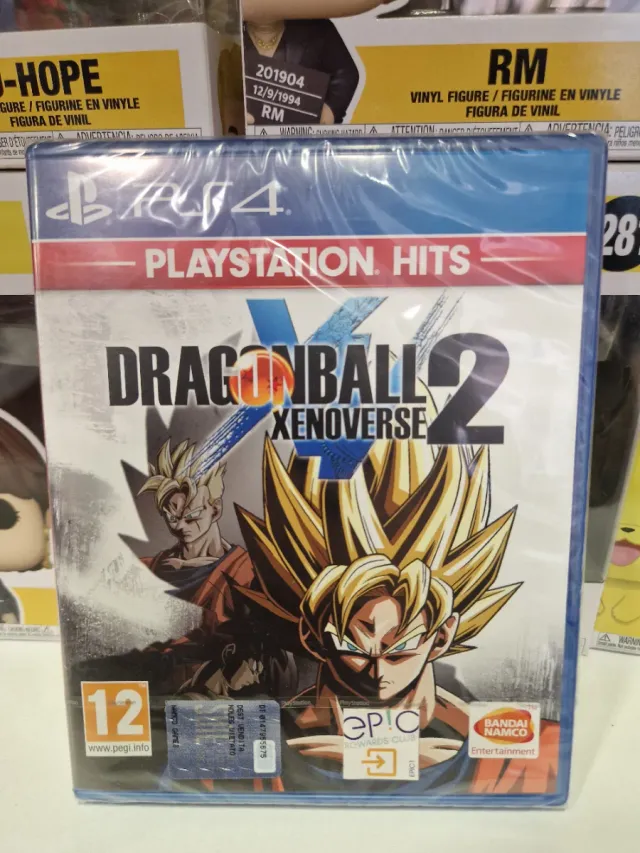 J-HOPE
GURE / FIGURINE EN VINYLE
FIGURA DE VINIL
201904
12/9/1994
RM
RM
VINYL FIGURE / FIGURINE EN VINYLE
FIGURA DE VINIL
PS4
PLAYSTATION HITS
28
DRAGONBALL
XENOVERSE 2
12
www.pegi.info
epic
REWARDS CLUB
EPIC!
BANDAI
NAMCO
Entertainment